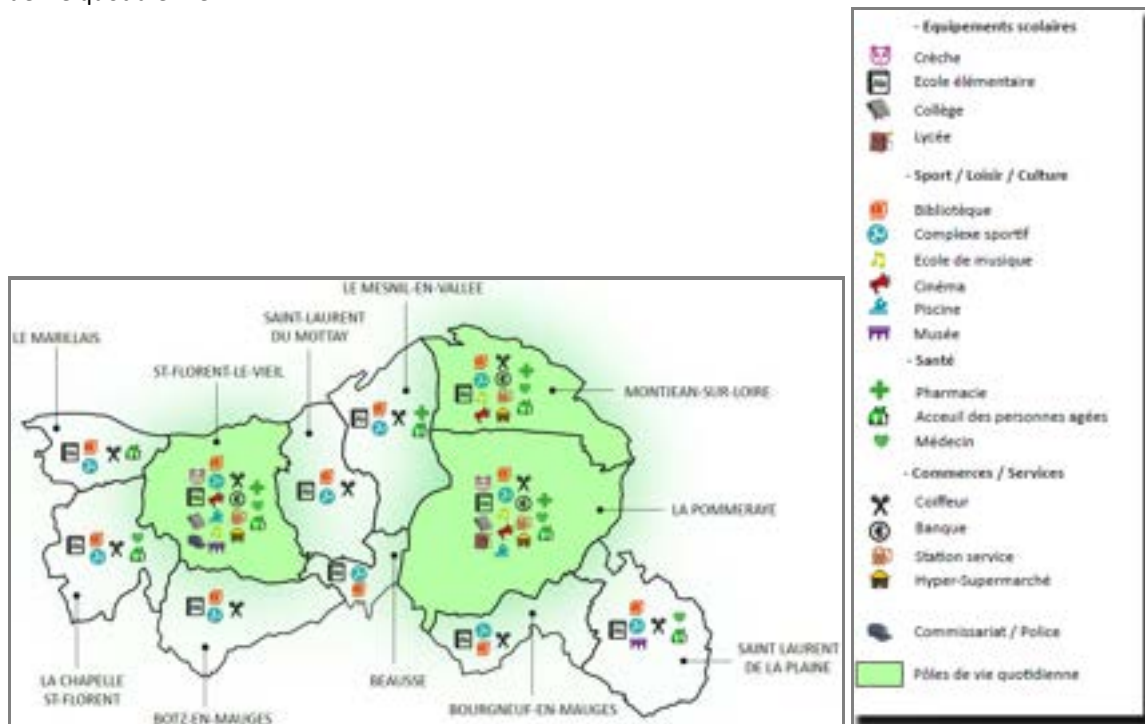 - Equipements scolaires
Crèche
Ecole élémentaire
Collège
Lycée
- Sport / Loisir / Culture
Bibliotèque
Complexe sportif
Ecole de musique
Cinéma
Piscine
Musée
- Santé
Pharmacie
Acceuil des personnes agées
Médecin
- Commerces / Services
Coiffeur
Banque
Station service
Hyper-Supermarché
Commissariat / Police
Pôles de vie quotidienne
LE MESNIL-EN-VALLEE
SAINT-LAURENT
DU MOTTAY
LE MARILLAIS
ST-FLORENT-LE-VIEIL
MONTJEAN-SUR-LOIRE
LA POMMERAYE
SAINT LAURENT
DE LA PLAINE
LA CHAPELLE
ST-FLORENT
BEAUSSE
BOURGNEUF-EN-MAUGES
BOTZ-EN-MAUGES